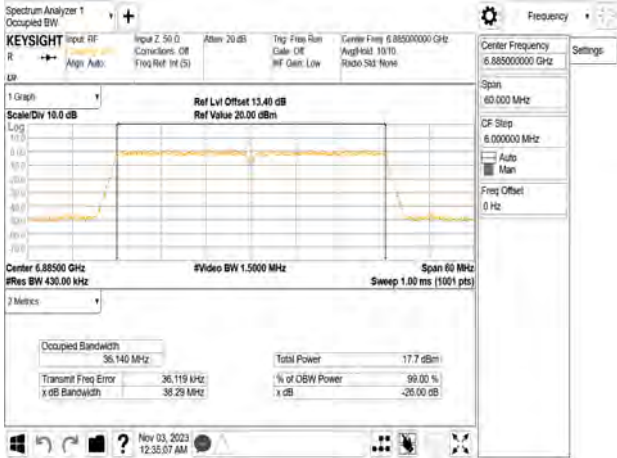 Spectrum Analyzer 1
Occupied BW
Frequency
KEYSIGHT
Input: RF
Input Z: 50 Ω
Atten: 20 dB
Trig: Free Run
Center Freq: 6.885000000 GHz
R
Corrections: Off
Gate: Off
Avg|Hold: 10/10
Align: Auto
Freq Ref: Int (S)
#IF Gain: Low
Radio Std: None
Center Frequency
6.885000000 GHz
Settings
Span
60.000 MHz
CF Step
6.000000 MHz
Auto
Man
Freq Offset
0 Hz
1 Graph
Ref Lvl Offset 13.40 dB
Scale/Div 10.0 dB
Ref Value 20.00 dBm
Log
10.0
0.00
Center 6.88500 GHz
#Video BW 1.5000 MHz
Span 60 MHz
#Res BW 430.00 kHz
Sweep 1.00 ms (1001 pts)
2 Metrics
Occupied Bandwidth
36.140 MHz
Total Power
17.7 dBm
Transmit Freq Error
36.119 kHz
% of OBW Power
99.00 %
x dB Bandwidth
38.29 MHz
x dB
-26.00 dB
Nov 03, 2023
12:35:07 AM